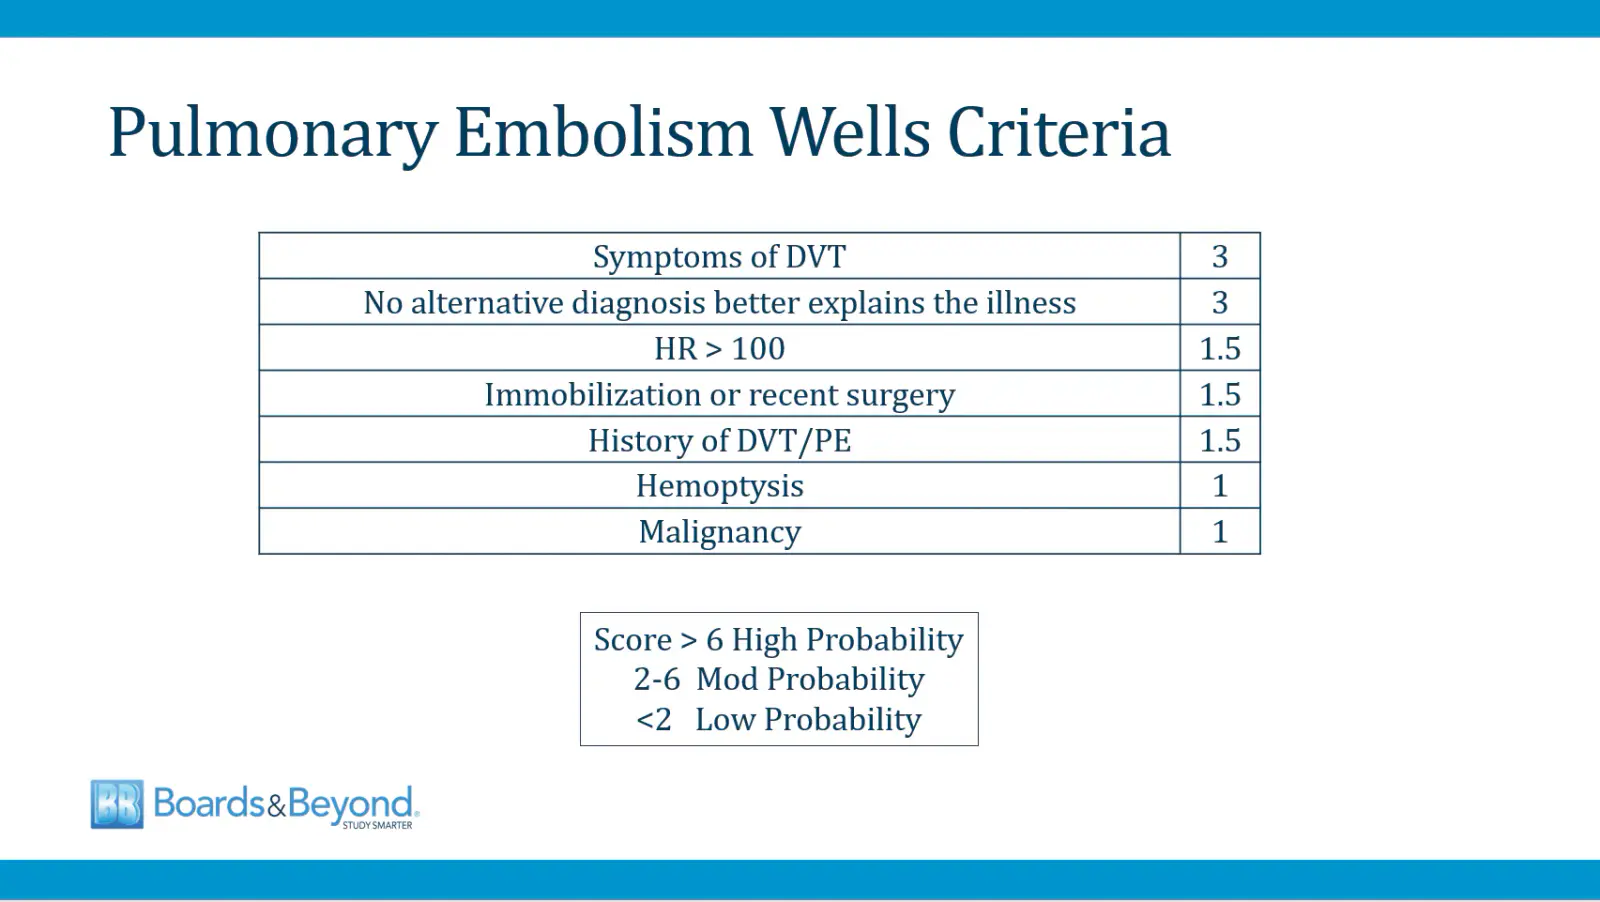 Pulmonary Embolism Wells Criteria
Symptoms of DVT 3
No alternative diagnosis better explains the illness 3
HR > 100 1.5
Immobilization or recent surgery 1.5
History of DVT/PE 1.5
Hemoptysis 1
Malignancy 1
Score > 6 High Probability
2-6 Mod Probability
<2 Low Probability
BB Boards&Beyond®
STUDY SMARTER